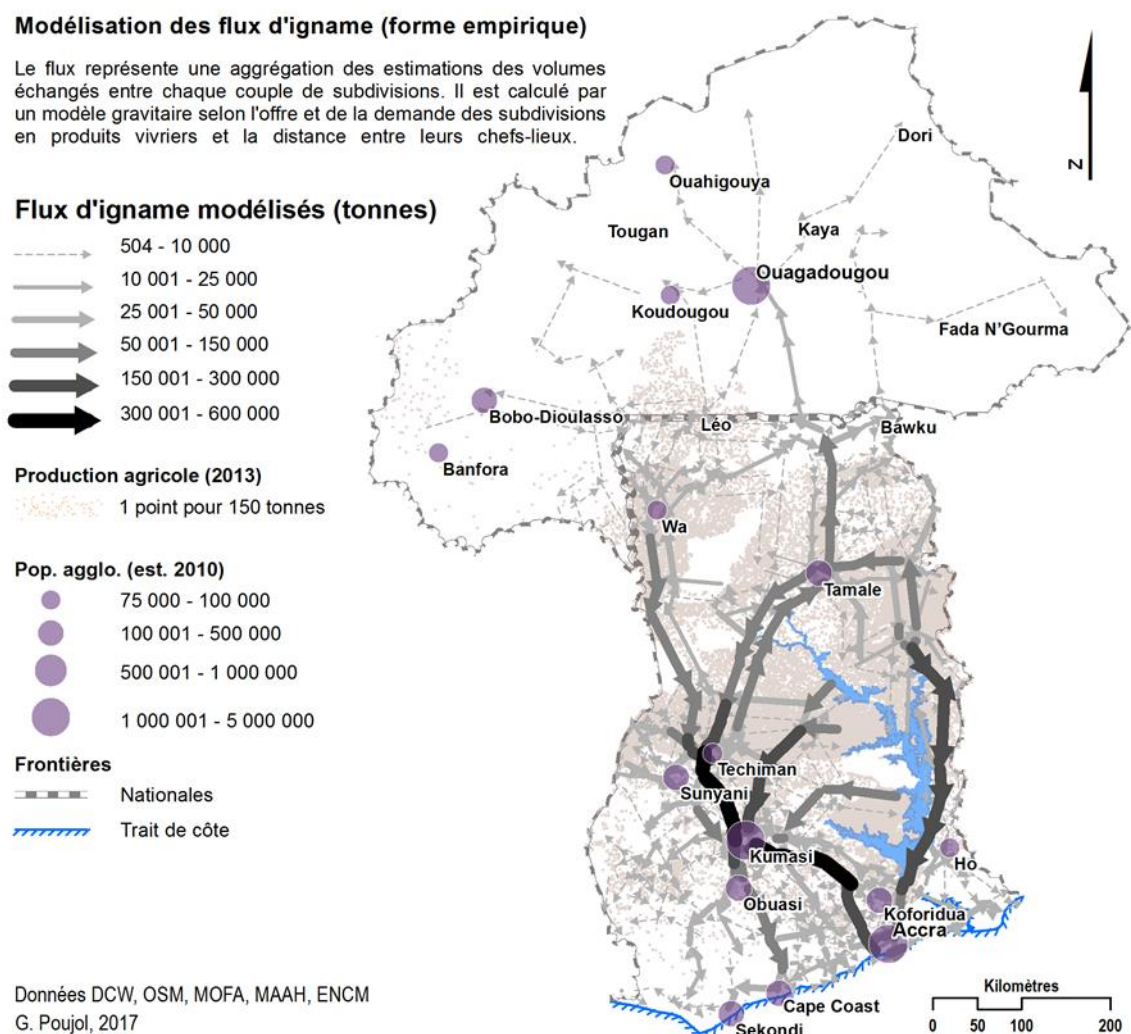 Modélisation des flux d'igname (forme empirique)
Le flux représente une aggrégation des estimations des volumes
échangés entre chaque couple de subdivisions. Il est calculé par
un modèle gravitaire selon l'offre et de la demande des subdivisions
en produits vivriers et la distance entre leurs chefs-lieux.
Flux d'igname modélisés (tonnes)
504 - 10 000
10 001 - 25 000
25 001 - 50 000
50 001 - 150 000
150 001 - 300 000
300 001 - 600 000
Production agricole (2013)
1 point pour 150 tonnes
Pop. agglo. (est. 2010)
75 000 - 100 000
100 001 - 500 000
500 001 - 1 000 000
1 000 001 - 5 000 000
Frontières
Nationales
Trait de côte
Données DCW, OSM, MOFA, MAAH, ENCM
G. Poujol, 2017
N
Dori
Ouahigouya
Tougan
Kaya
Ouagadougou
Koudougou
Fada N'Gourma
Bobo-Dioulasso
Léo
Bawku
Banfora
Wa
Tamale
Techiman
Sunyani
Kumasi
Ho
Obuasi
Koforidua
Accra
Cape Coast
Sekondi
Kilomètres
0 50 100 200